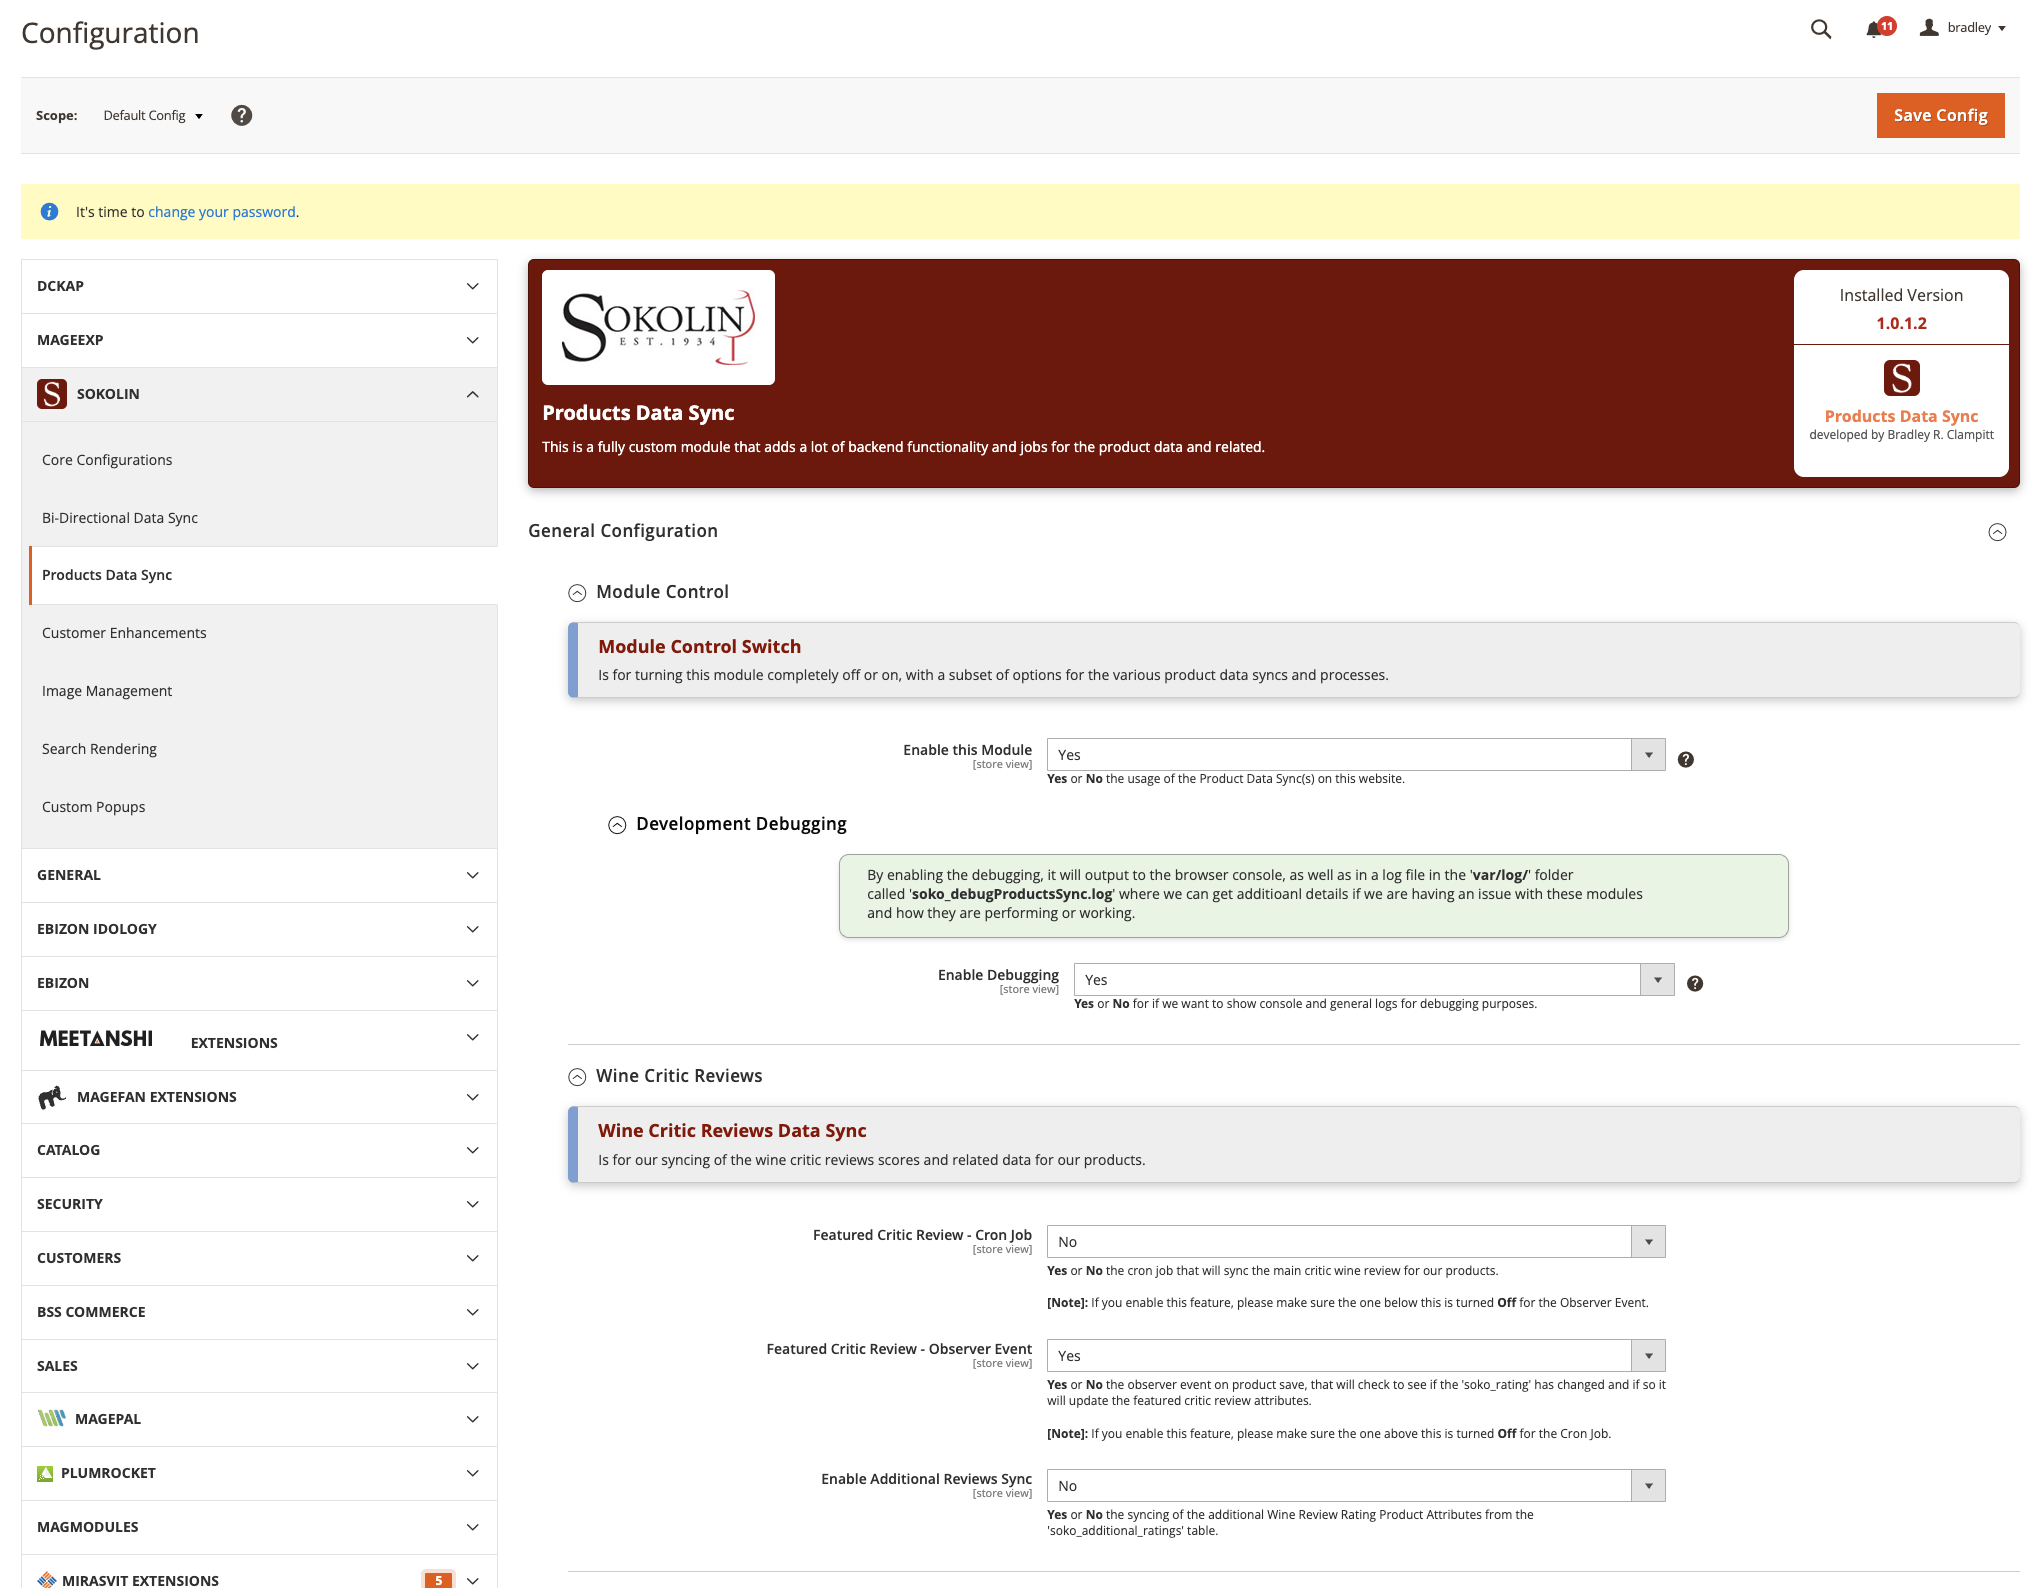 Configuration
11
bradley
Scope:
Default Config
?
Save Config
i
It's time to change your password.
DCKAP
MAGEEXP
S SOKOLIN
Core Configurations
Bi-Directional Data Sync
Products Data Sync
Customer Enhancements
Image Management
Search Rendering
Custom Popups
GENERAL
EBIZON IDOLOGY
EBIZON
MEETANSHI EXTENSIONS
MAGEFAN EXTENSIONS
CATALOG
SECURITY
CUSTOMERS
BSS COMMERCE
SALES
MAGEPAL
PLUMROCKET
MAGMODULES
MIRASVIT EXTENSIONS
5
SOKOLIN
EST.1934
Products Data Sync
This is a fully custom module that adds a lot of backend functionality and jobs for the product data and related.
Installed Version
1.0.1.2
S
Products Data Sync
developed by Bradley R. Clampitt
General Configuration
Module Control
Module Control Switch
Is for turning this module completely off or on, with a subset of options for the various product data syncs and processes.
Enable this Module
[store view]
Yes
?
Yes or No the usage of the Product Data Sync(s) on this website.
Development Debugging
By enabling the debugging, it will output to the browser console, as well as in a log file in the 'var/log/' folder
called 'soko_debugProductsSync.log' where we can get additioanl details if we are having an issue with these modules
and how they are performing or working.
Enable Debugging
[store view]
Yes
?
Yes or No for if we want to show console and general logs for debugging purposes.
Wine Critic Reviews
Wine Critic Reviews Data Sync
Is for our syncing of the wine critic reviews scores and related data for our products.
Featured Critic Review - Cron Job
[store view]
No
Yes or No the cron job that will sync the main critic wine review for our products.
[Note]: If you enable this feature, please make sure the one below this is turned Off for the Observer Event.
Featured Critic Review - Observer Event
[store view]
Yes
Yes or No the observer event on product save, that will check to see if the 'soko_rating' has changed and if so it
will update the featured critic review attributes.
[Note]: If you enable this feature, please make sure the one above this is turned Off for the Cron Job.
Enable Additional Reviews Sync
[store view]
No
Yes or No the syncing of the additional Wine Review Rating Product Attributes from the
'soko_additional_ratings' table.